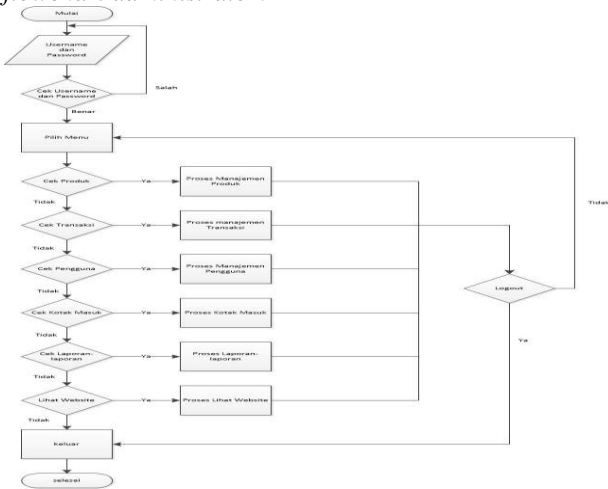 Mulai
Username
dan
Password
Cek Username
dan Password
Salah
Benar
Pilih Menu
Cek Produk
Ya
Proses Manajemen
Produk
Tidak
Tidak
Cek Transaksi
Ya
Proses manajemen
Transaksi
Tidak
Cek Pengguna
Ya
Proses Manajemen
Pengguna
Logout
Tidak
Cek Kotak Masuk
Ya
Proses Kotak Masuk
Tidak
Ya
Cek Laporan-
laporan
Ya
Proses Laporan-
laporan
Tidak
Lihat Website
Ya
Proses Lihat Website
Tidak
keluar
selesai